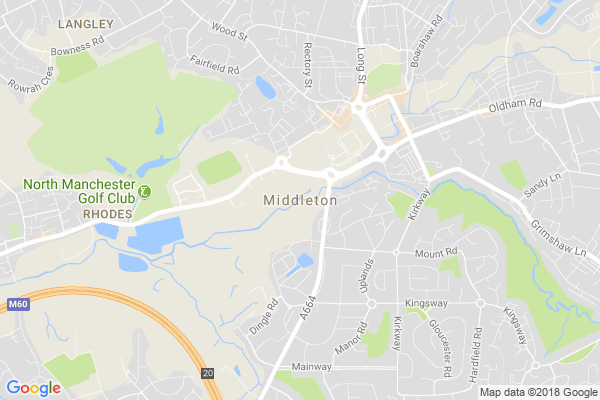 LANGLEY
Bowness Rd
Rowrah Cres
Wood St
Fairfield Rd
Rectory St
Long St
Boarshaw Rd
Oldham Rd
Sandy Ln
Grimshaw Ln
North Manchester
Golf Club
RHODES
Middleton
Kirkway
Mount Rd
Uplands
Kingsway
M60
Dingle Rd
A664
Manor Rd
Kirkway
Gloucester Rd
Hardfield Rd
Kingsway
Mainway
20
Google
Map data ©2018 Google